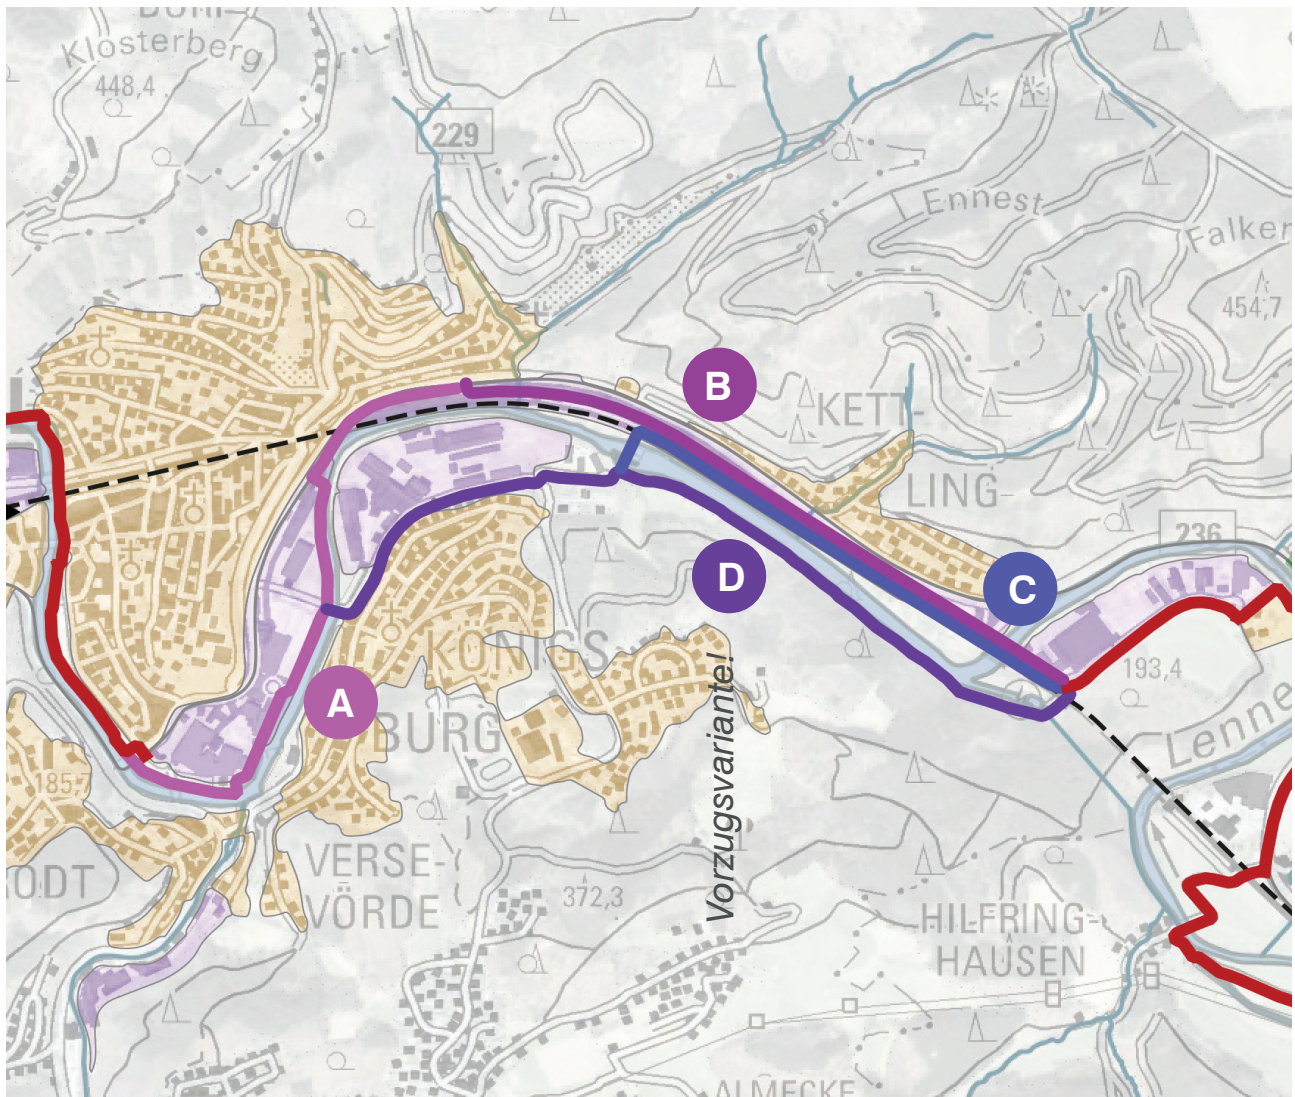 Klosterberg
448,4
229
Ennest
Falker
454,7
B
KETT-
LING
236
D
C
KÖNIGS-
BURG
A
193,4
Lenne
185,7
Vorzugsvariante!
ODT
VERSE-
VÖRDE
372,3
HILFRING-
HAUSEN
ALMECKE